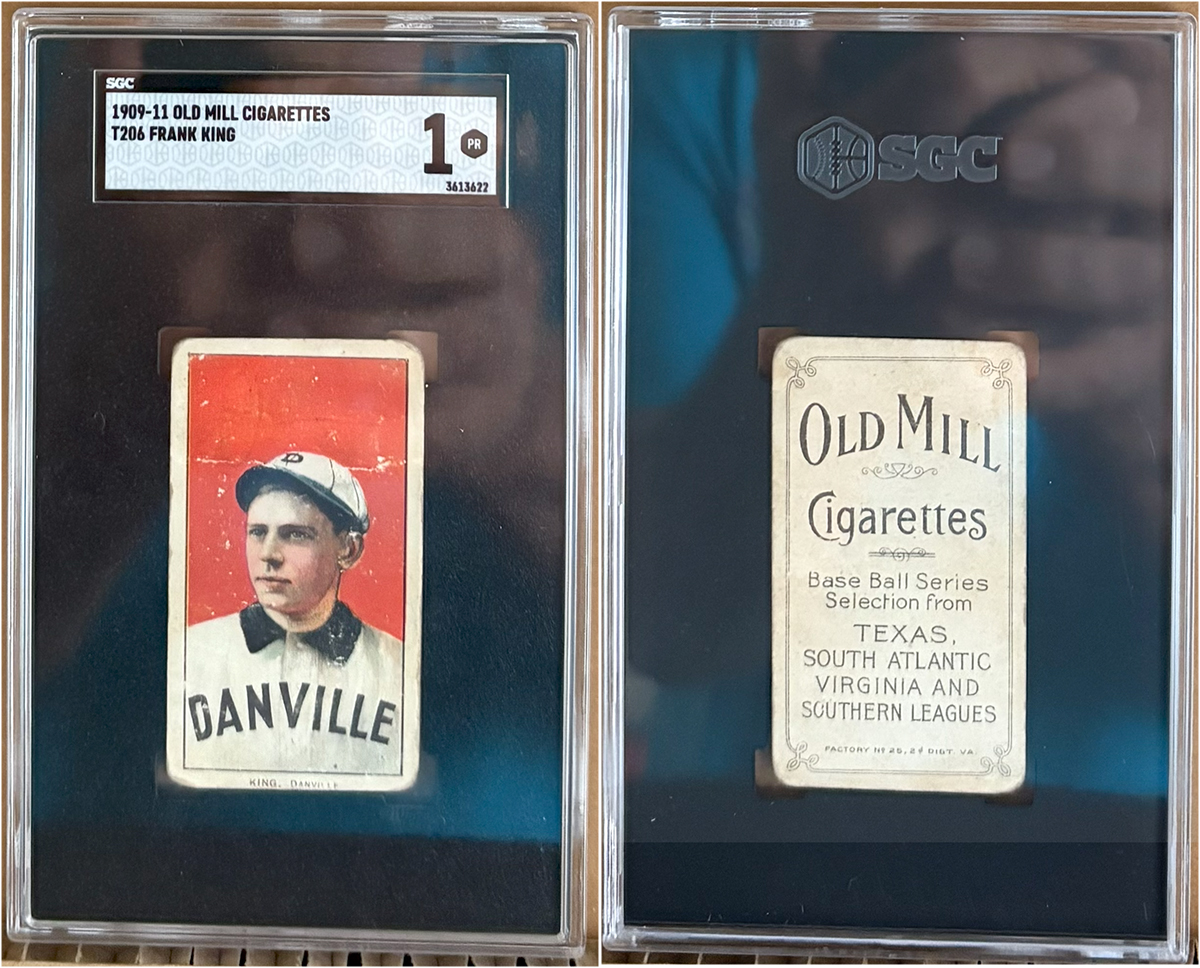 SGC
1909-11 OLD MILL CIGARETTES
T206 FRANK KING
1 PR
3613622
D
DANVILLE
KING, DANVILLE
SGC
OLD MILL
Cigarettes
Base Ball Series
Selection from
TEXAS,
SOUTH ATLANTIC
VIRGINIA AND
SOUTHERN LEAGUES
FACTORY Nº 25, 2d DIST. VA.